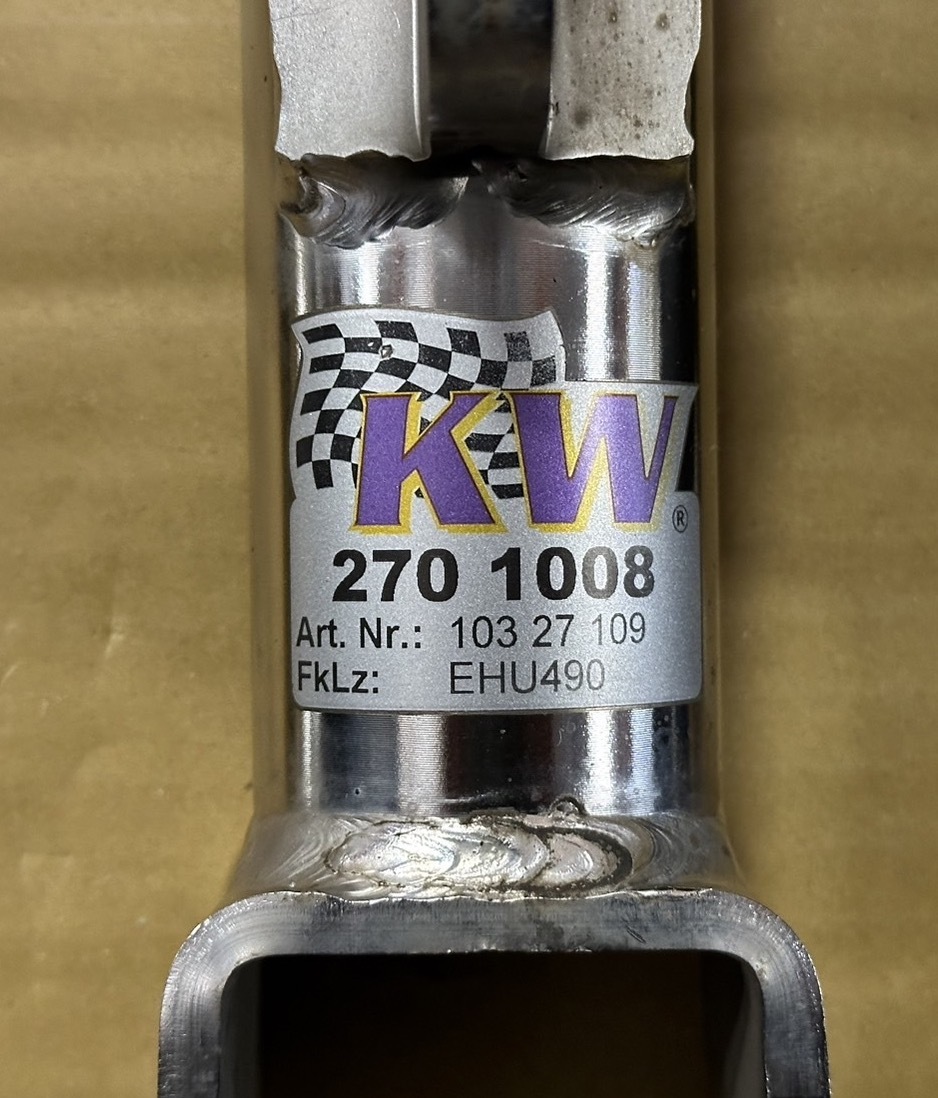 KW®
270 1008
Art. Nr.: 103 27 109
FkLz: EHU490